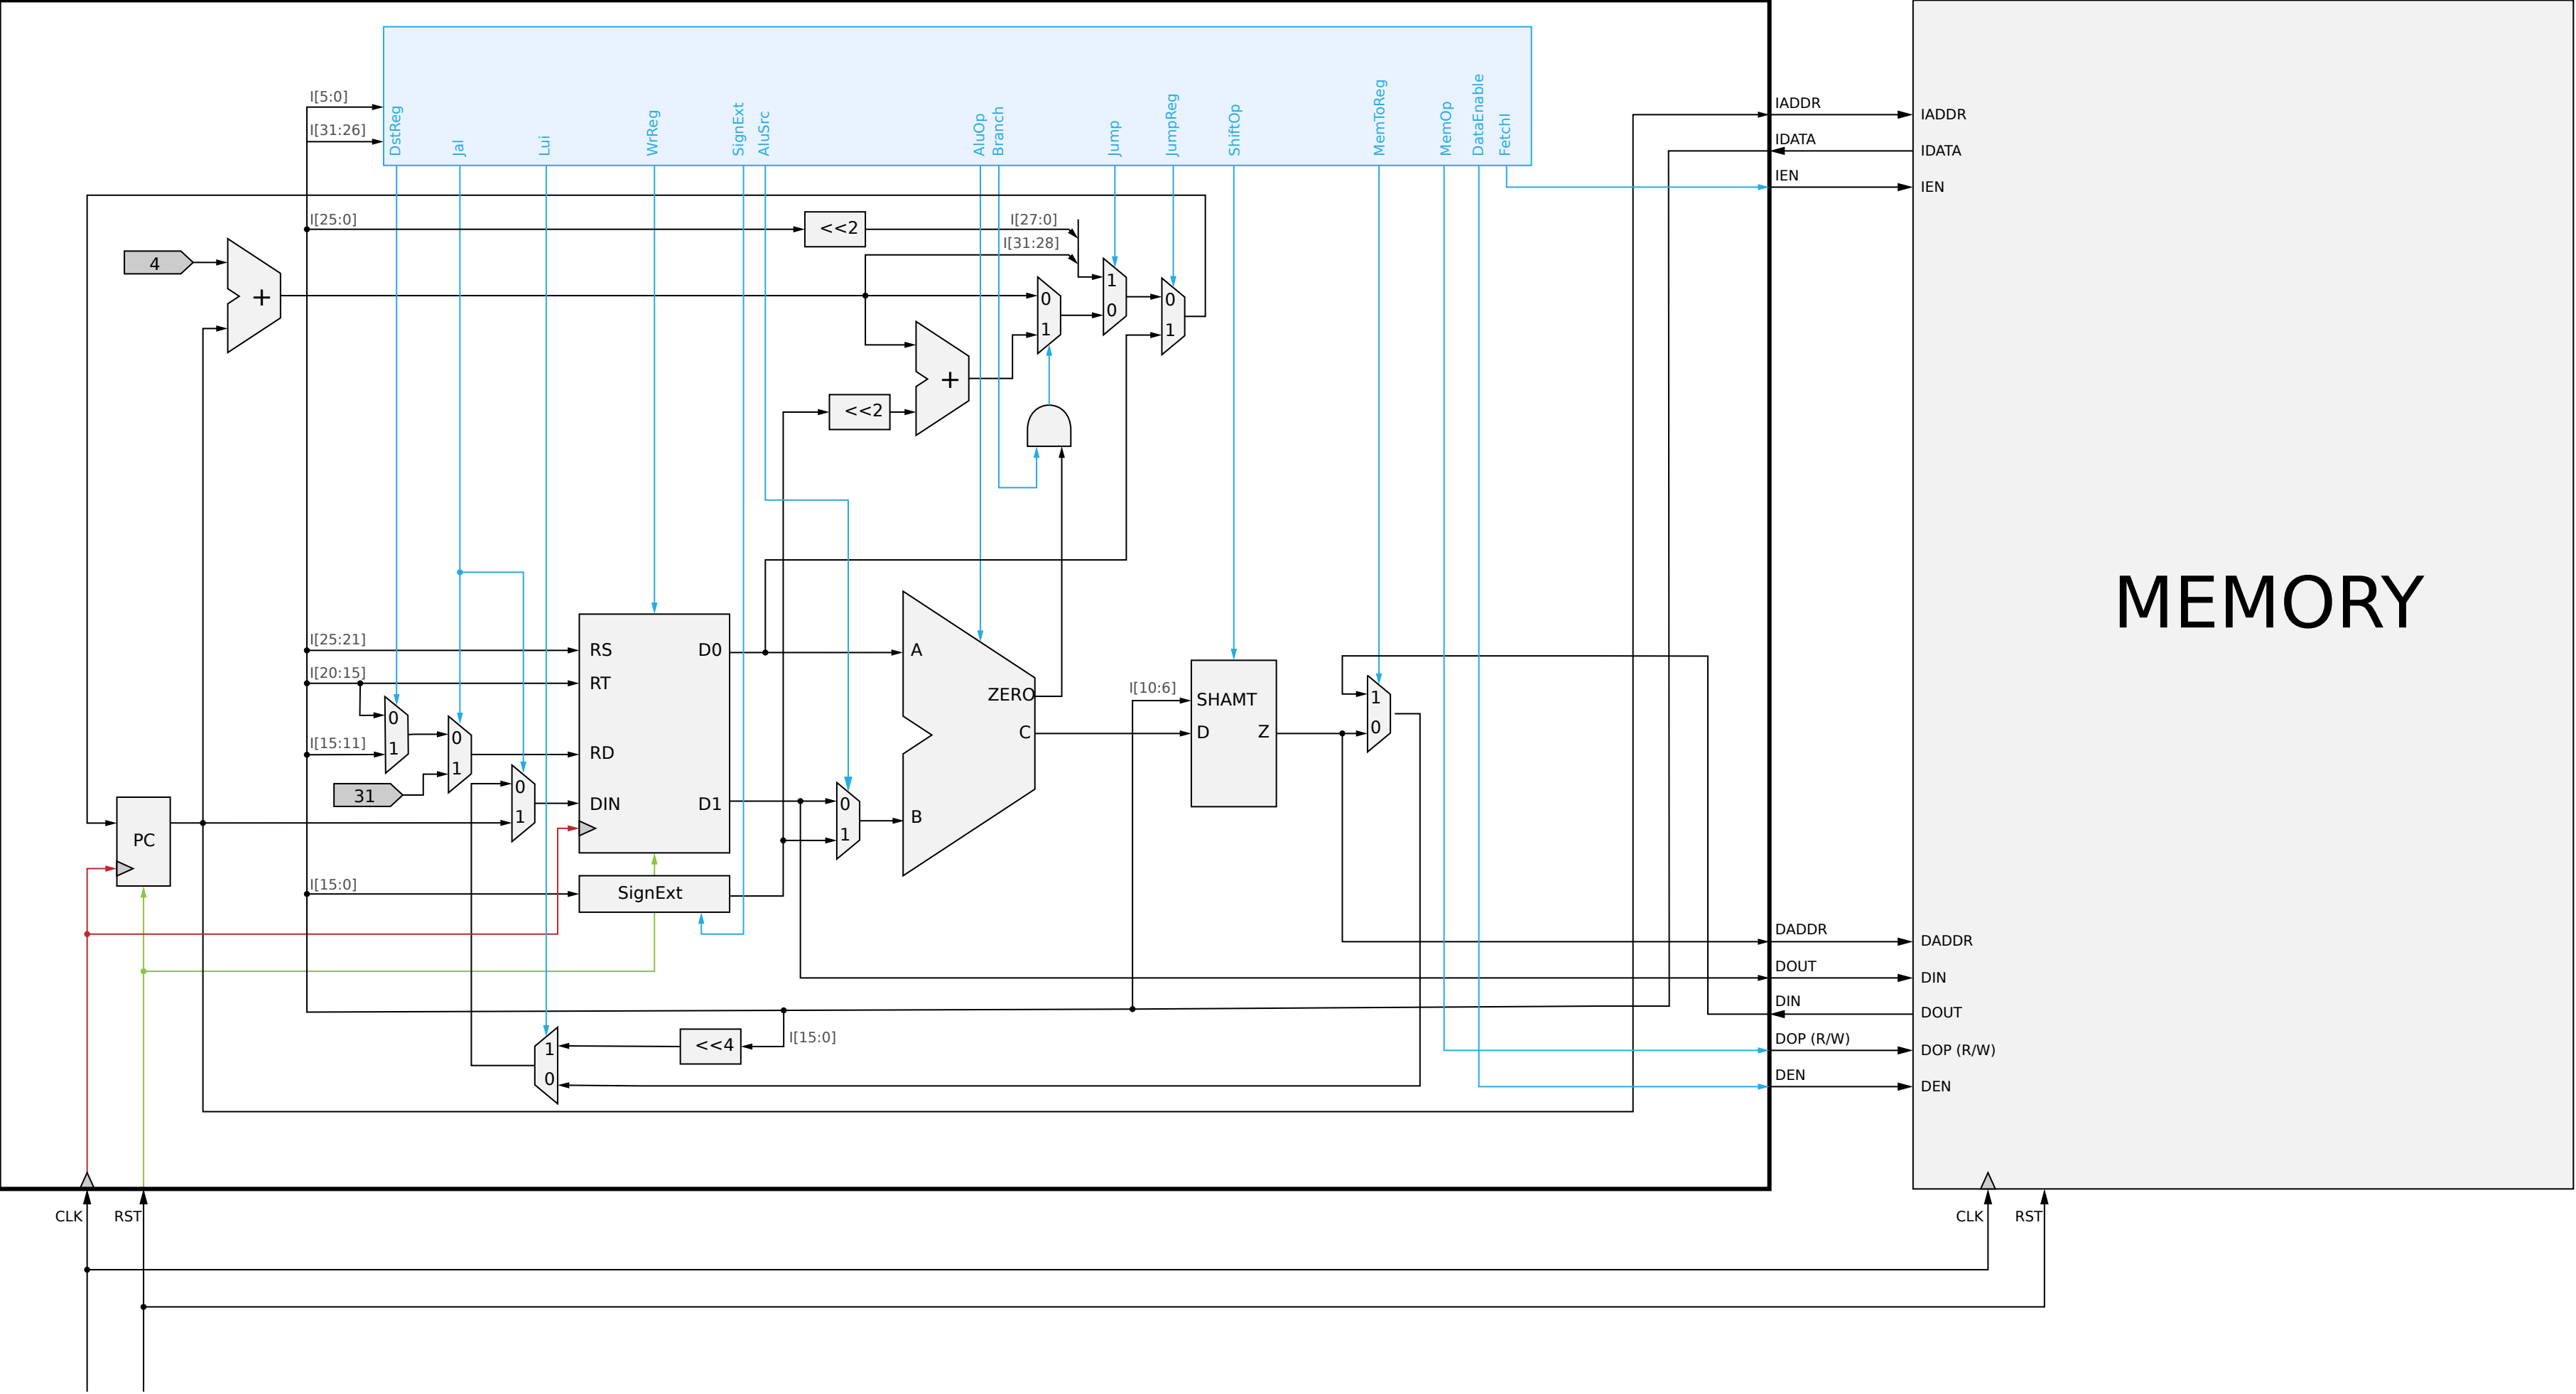 I[5:0]
I[31:26]
DstReg
Jal
Lui
WrReg
SignExt
AluSrc
AluOp
Branch
Jump
JumpReg
ShiftOp
MemToReg
MemOp
DataEnable
FetchI
IADDR
IADDR
IDATA
IDATA
IEN
IEN
I[25:0]
<<2
I[27:0]
I[31:28]
4
+
1
0
0
1
0
1
+
<<2
MEMORY
I[25:21]
RS
D0
A
I[20:15]
RT
ZERO
I[10:6]
SHAMT
0
1
I[15:11]
0
1
RD
C
D
Z
1
0
31
0
1
DIN
D1
0
1
B
PC
I[15:0]
SignExt
DADDR
DADDR
DOUT
DIN
DIN
DOUT
1
0
<<4
I[15:0]
DOP (R/W)
DOP (R/W)
DEN
DEN
CLK
RST
CLK
RST